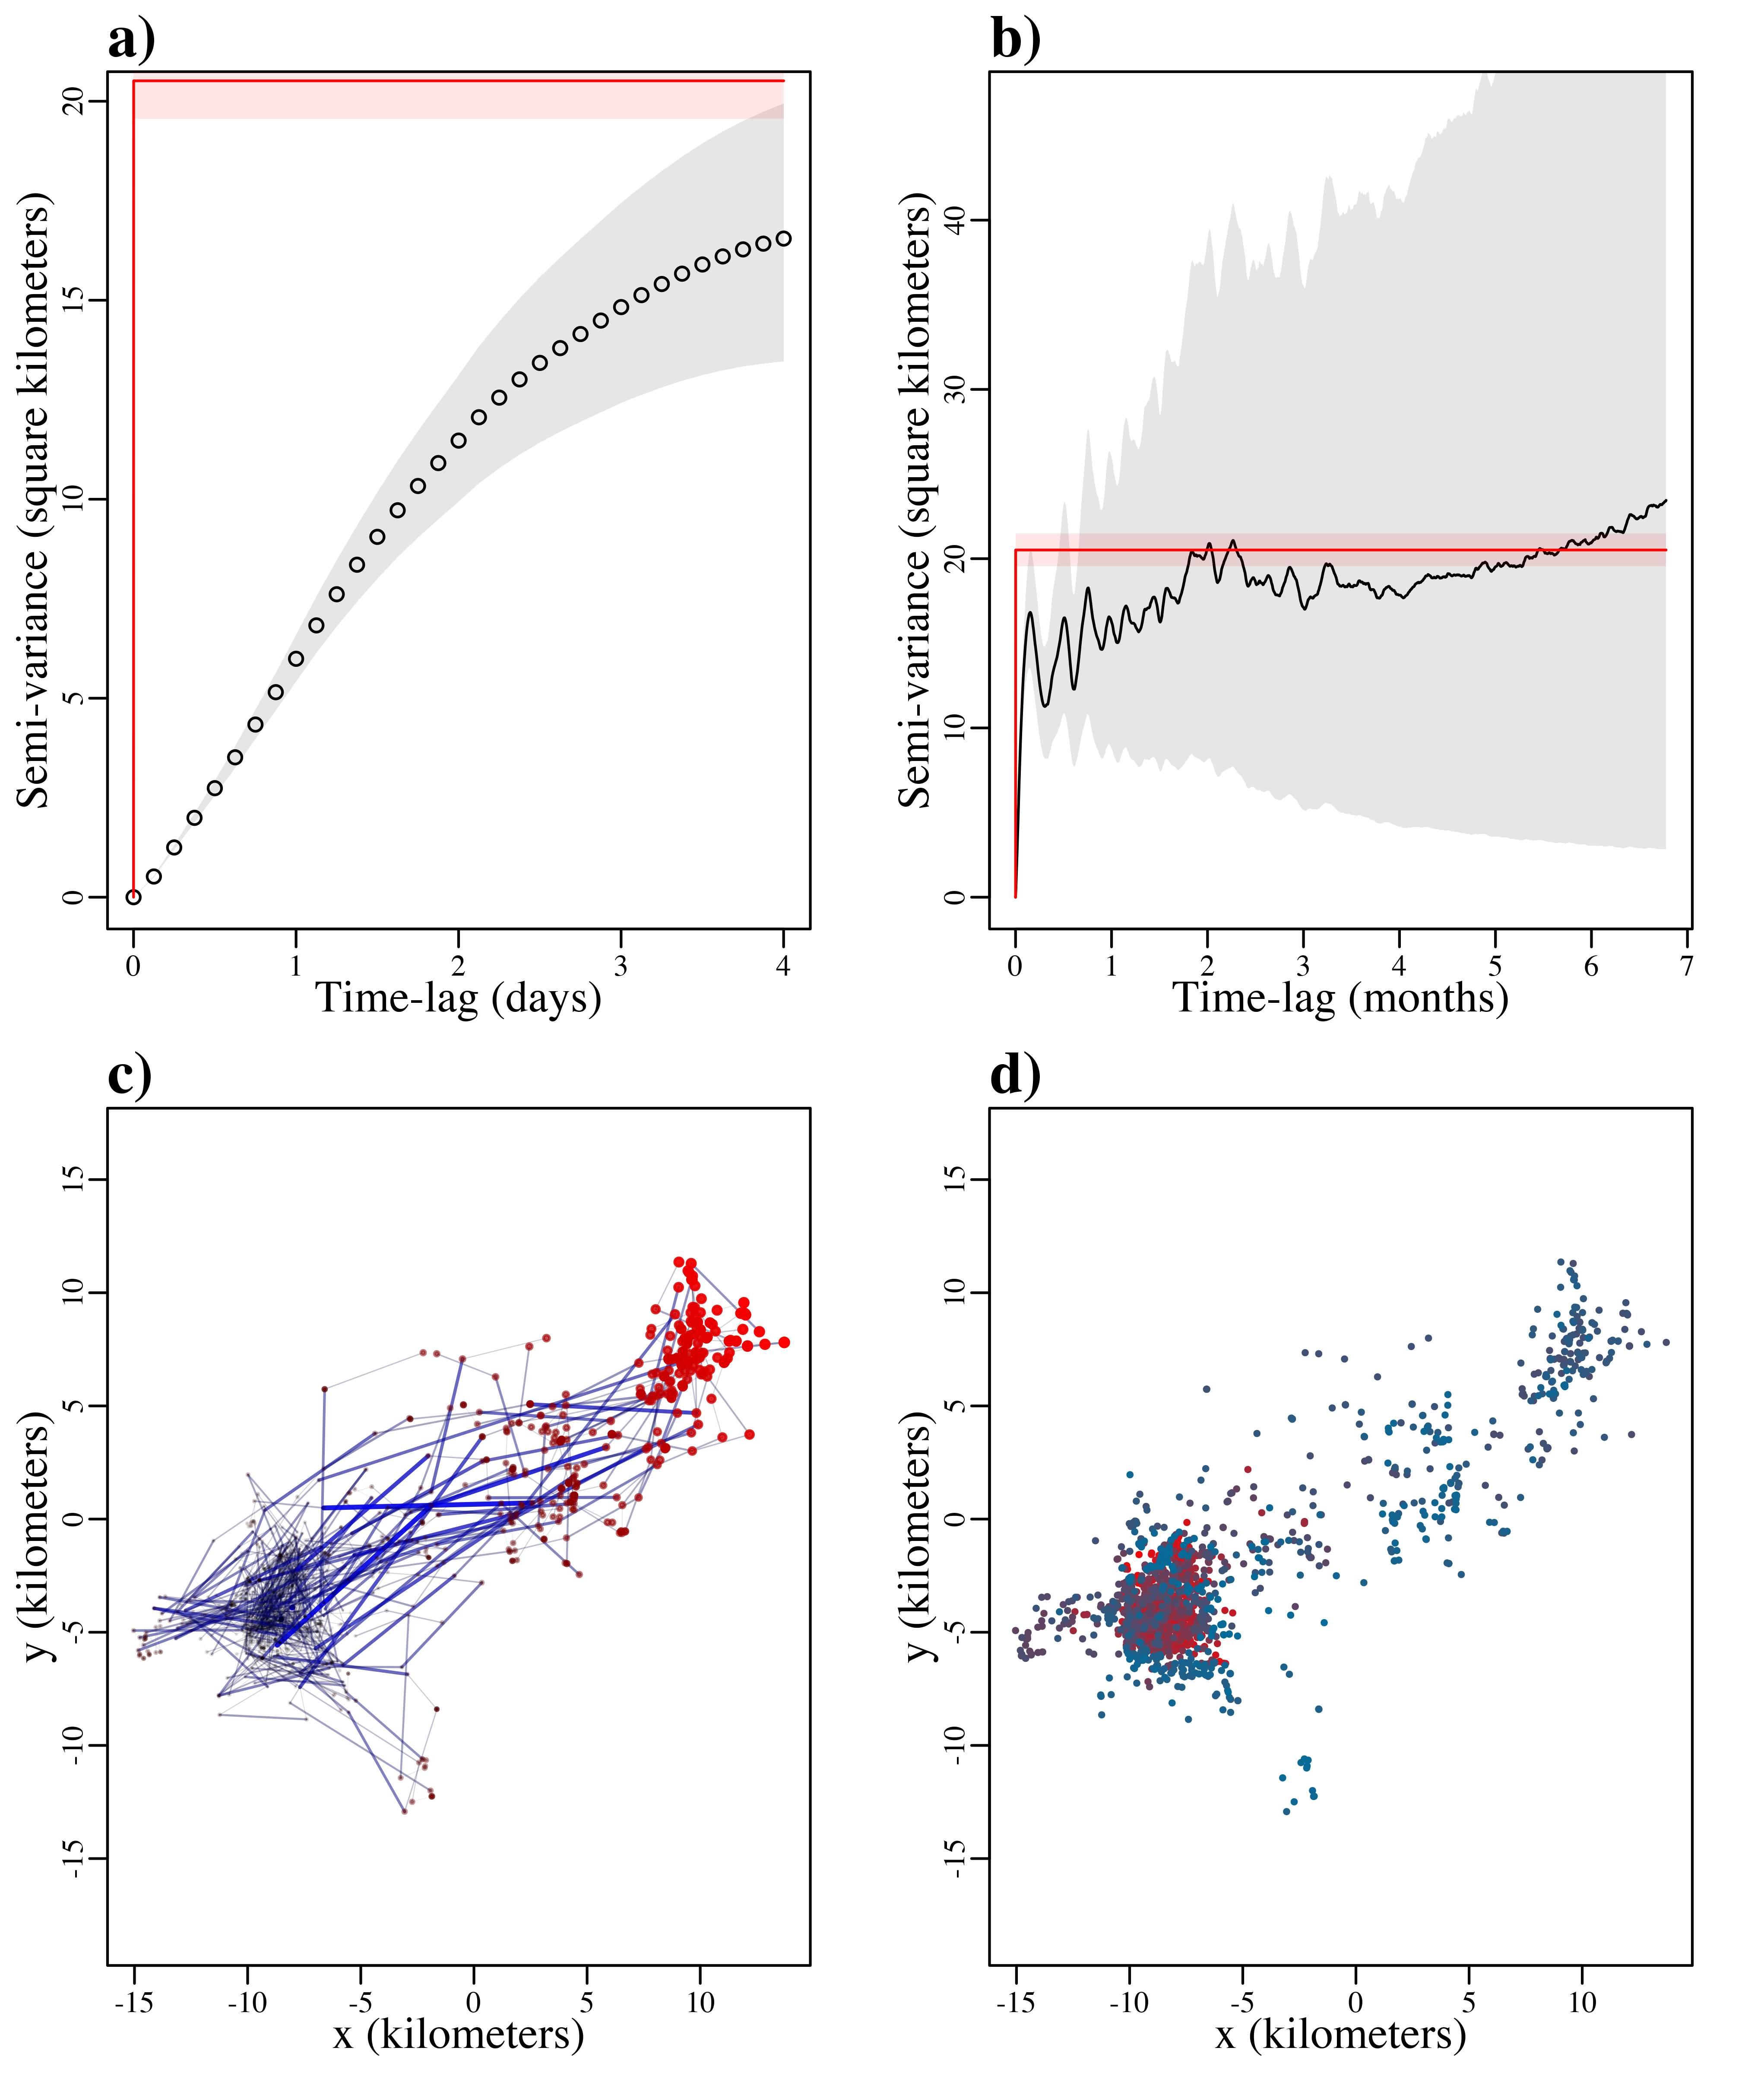 a)
Semi-variance (square kilometers)
20
15
10
5
0
0 1 2 3 4
Time-lag (days)
b)
Semi-variance (square kilometers)
40
30
20
10
0
0 1 2 3 4 5 6 7
Time-lag (months)
c)
y (kilometers)
15
10
5
0
-5
-10
-15
-15 -10 -5 0 5 10
x (kilometers)
d)
y (kilometers)
15
10
5
0
-5
-10
-15
-15 -10 -5 0 5 10
x (kilometers)